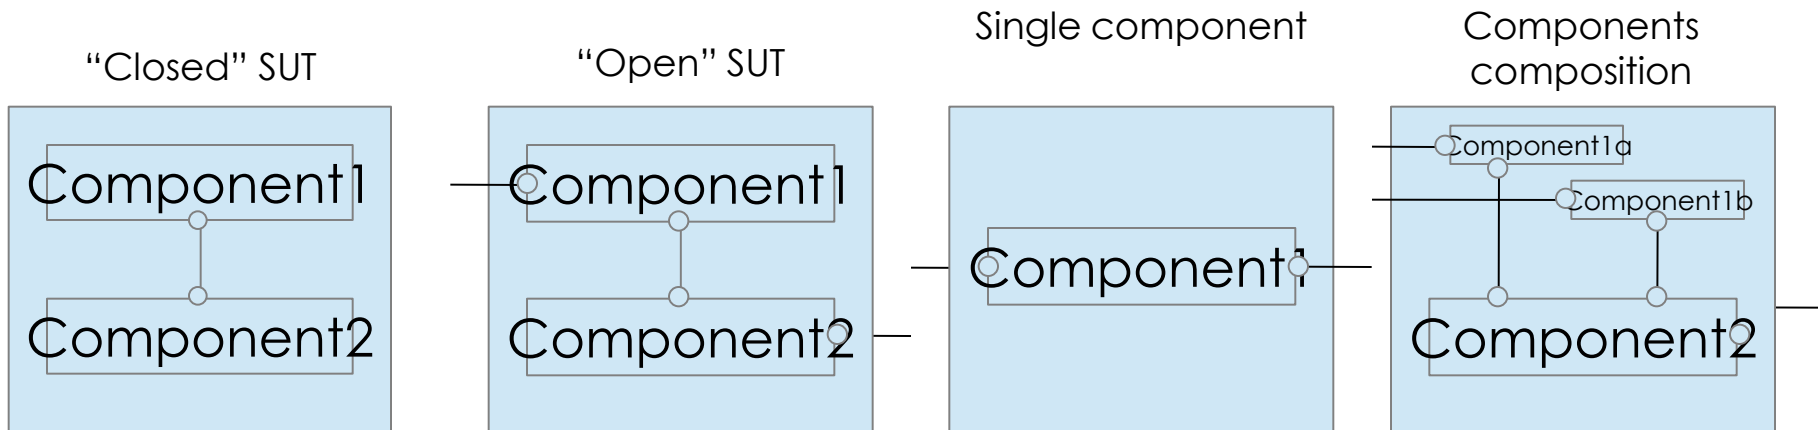 “Closed” SUT
Component1
Component2
“Open” SUT
Component1
Component2
Single component
Component1
Components
composition
Component1a
Component1b
Component2